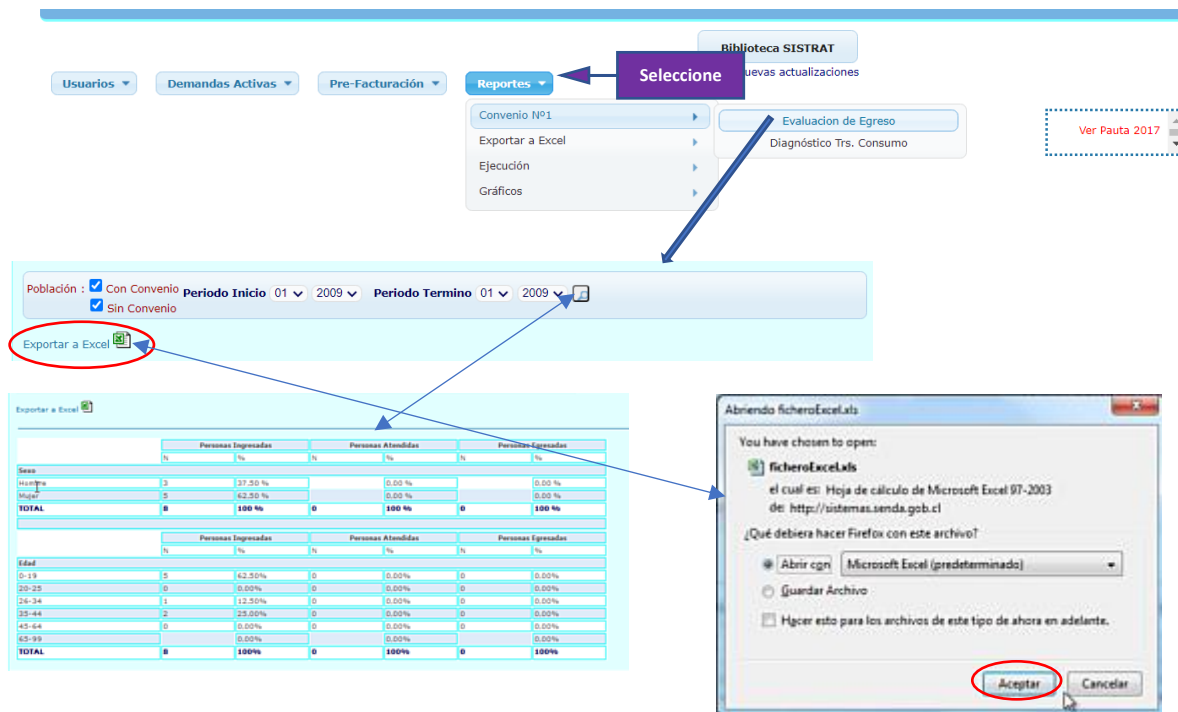 Biblioteca SISTRAT
Usuarios
Demandas Activas
Pre-Facturación
Reportes
Seleccione
uevas actualizaciones
Convenio Nº1
Exportar a Excel
Ejecución
Gráficos
Evaluacion de Egreso
Diagnóstico Trs. Consumo
Ver Pauta 2017
Población : Con Convenio Periodo Inicio 01 2009 Periodo Termino 01 2009
Sin Convenio
Exportar a Excel
Exportar a Excel
Personas Ingresadas Personas Atendidas Personas Egresadas
N % N % N %
Sexo
Hombre 3 37.50 % 0.00 % 0.00 %
Mujer 5 62.50 % 0.00 % 0.00 %
TOTAL 8 100 % 0 100 % 0 100 %
Personas Ingresadas Personas Atendidas Personas Egresadas
N % N % N %
Edad
0-19 5 62.50% 0 0.00% 0 0.00%
20-25 0 0.00% 0 0.00% 0 0.00%
26-34 1 12.50% 0 0.00% 0 0.00%
35-44 2 25.00% 0 0.00% 0 0.00%
45-64 0 0.00% 0 0.00% 0 0.00%
65-99 0.00% 0.00% 0.00%
TOTAL 8 100% 0 100% 0 100%
Abriendo ficheroExcel.xls
You have chosen to open:
ficheroExcel.xls
el cual es: Hoja de cálculo de Microsoft Excel 97-2003
de: http://sistemas.senda.gob.cl
¿Qué debiera hacer Firefox con este archivo?
Abrir con Microsoft Excel (predeterminado)
Guardar Archivo
Hacer esto para los archivos de este tipo de ahora en adelante.
Aceptar Cancelar